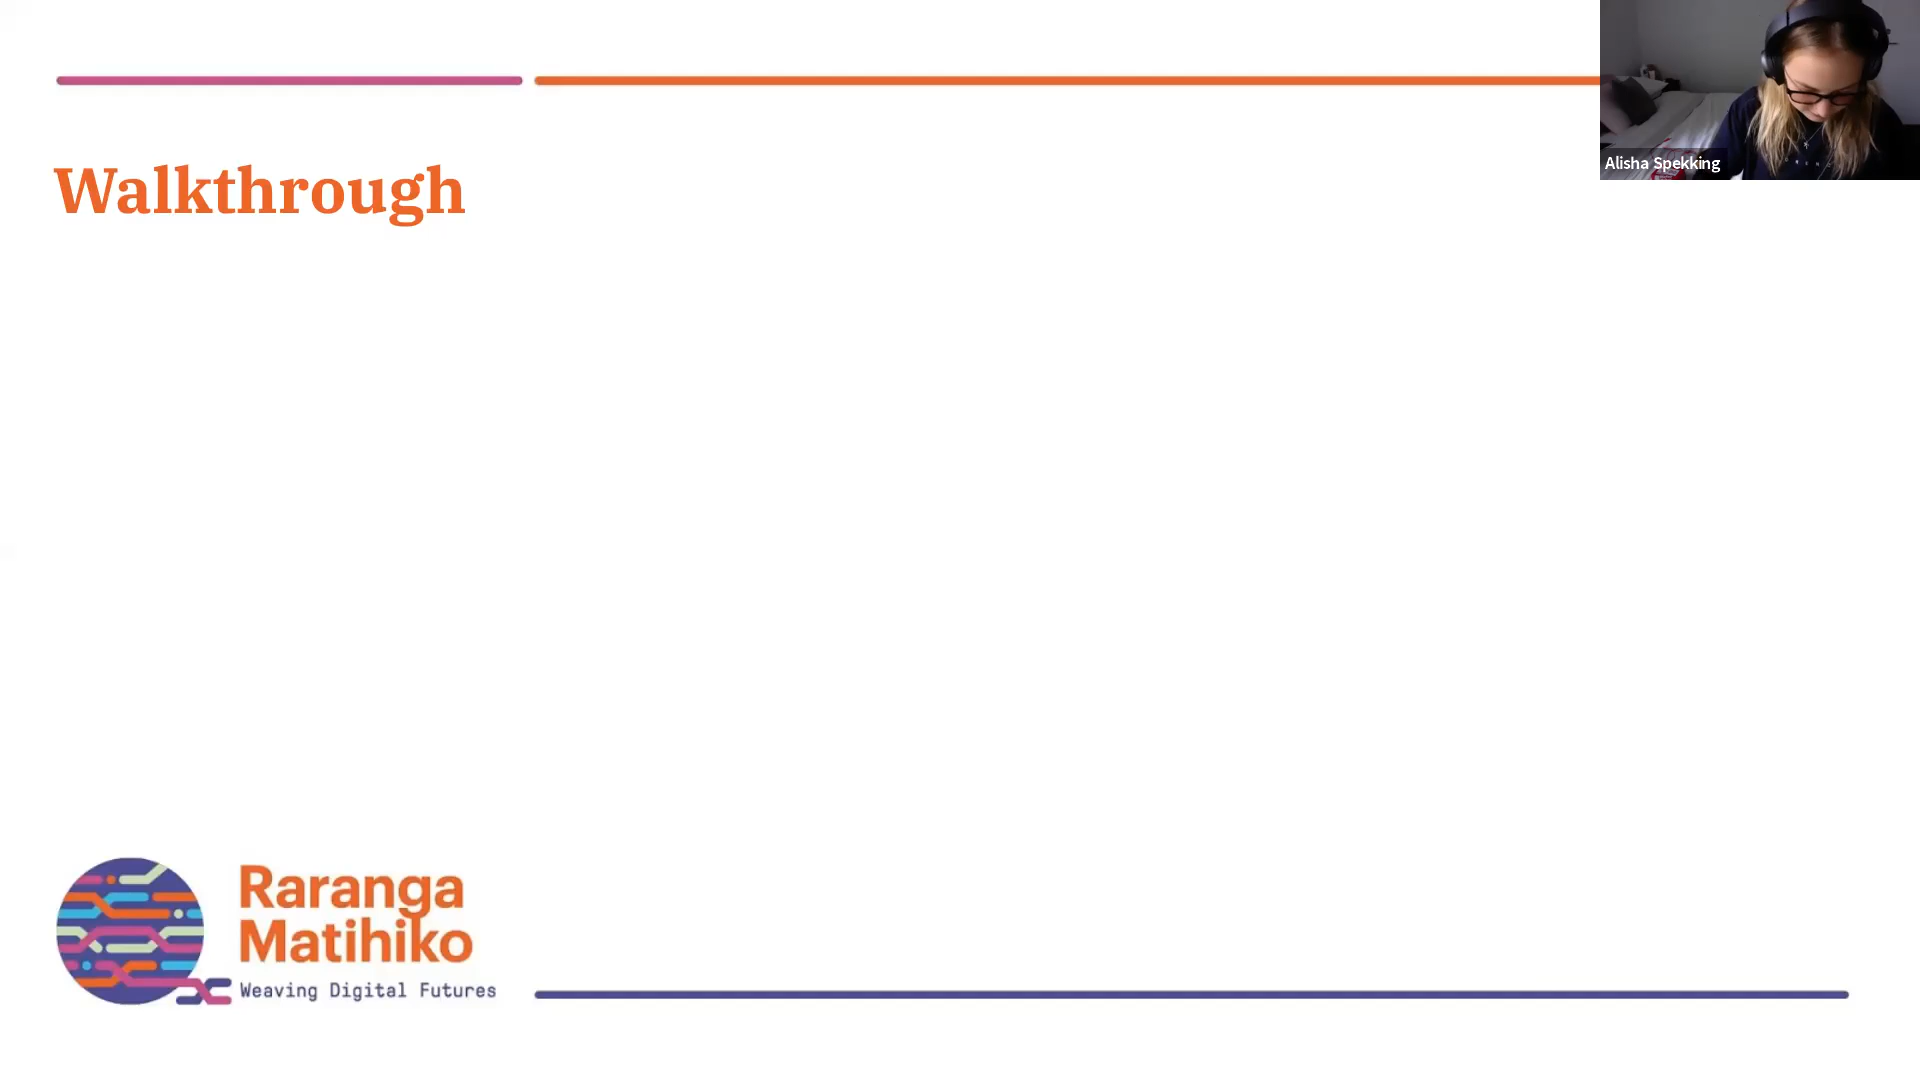 Alisha Spekking
Walkthrough
Raranga
Matihiko
Weaving Digital Futures